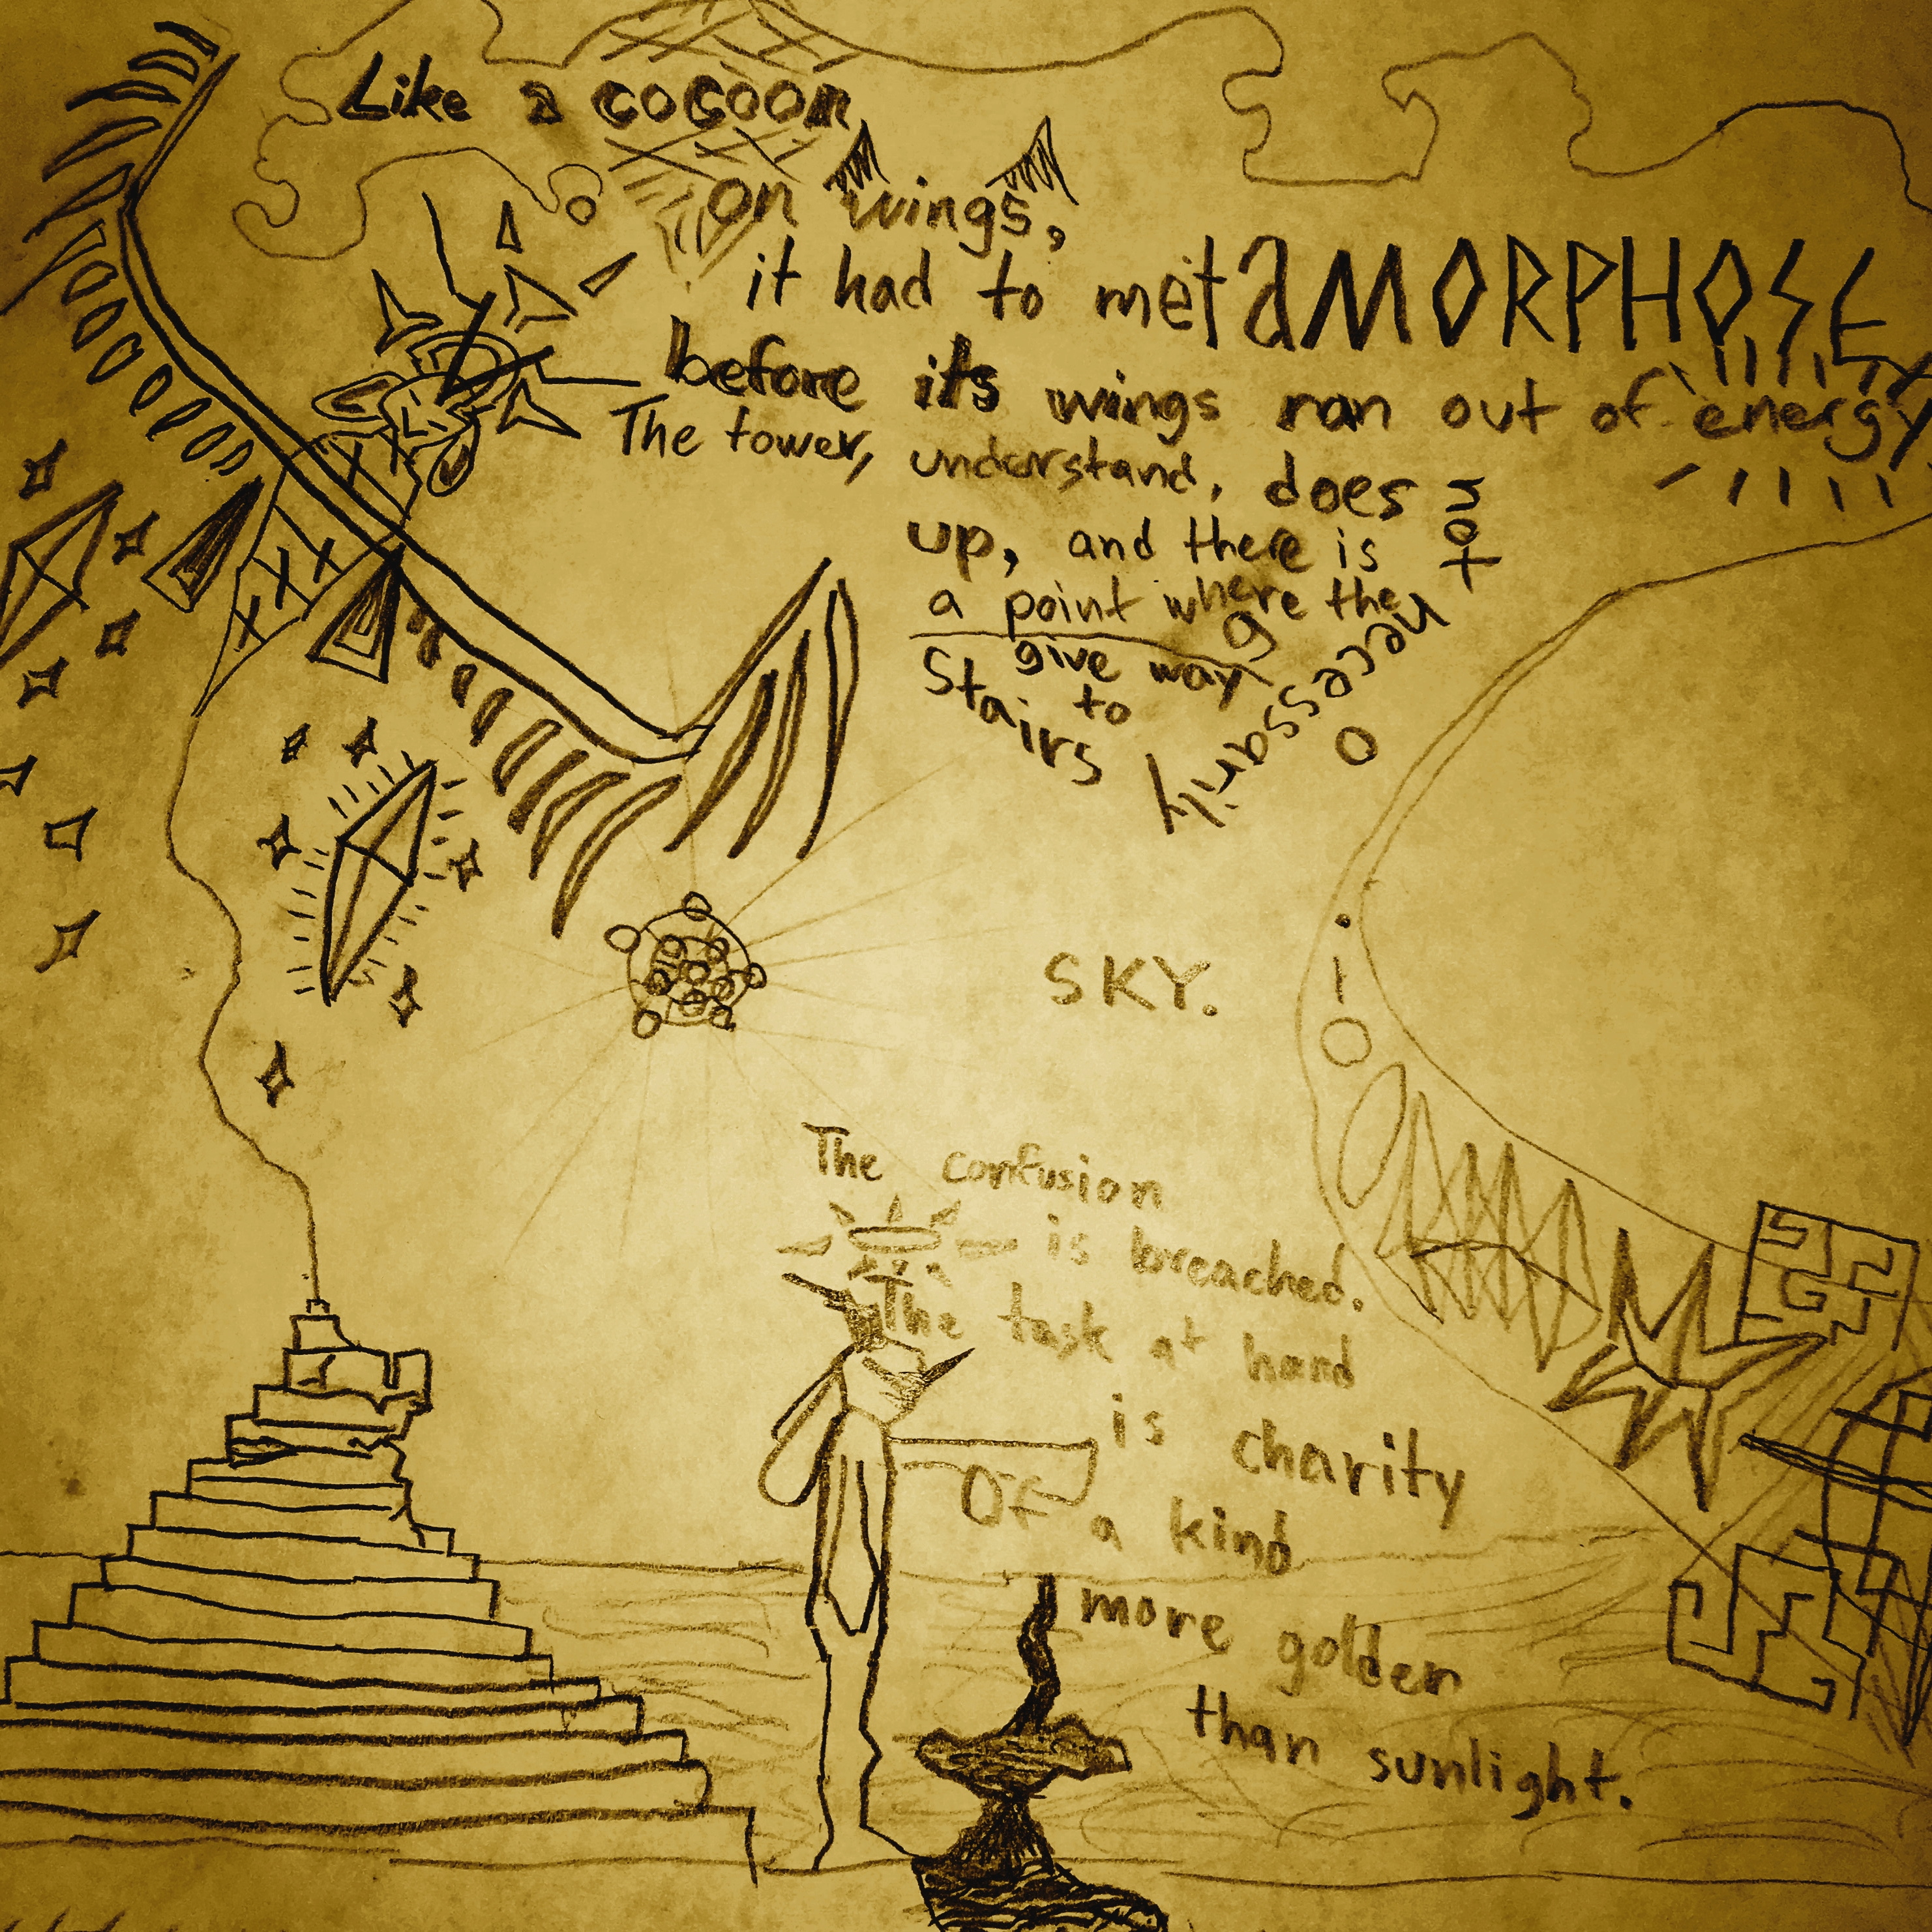 Like a cocoon
on wings,
it had to metAMORPHOSE
before its wings ran out of energy
The tower, understand, does not
necessarily
go
up, and there is
a point where the
stairs
give way
to
SKY.
The confusion
is breached.
The task at hand
is charity
Of a kind
more golden
than sunlight.